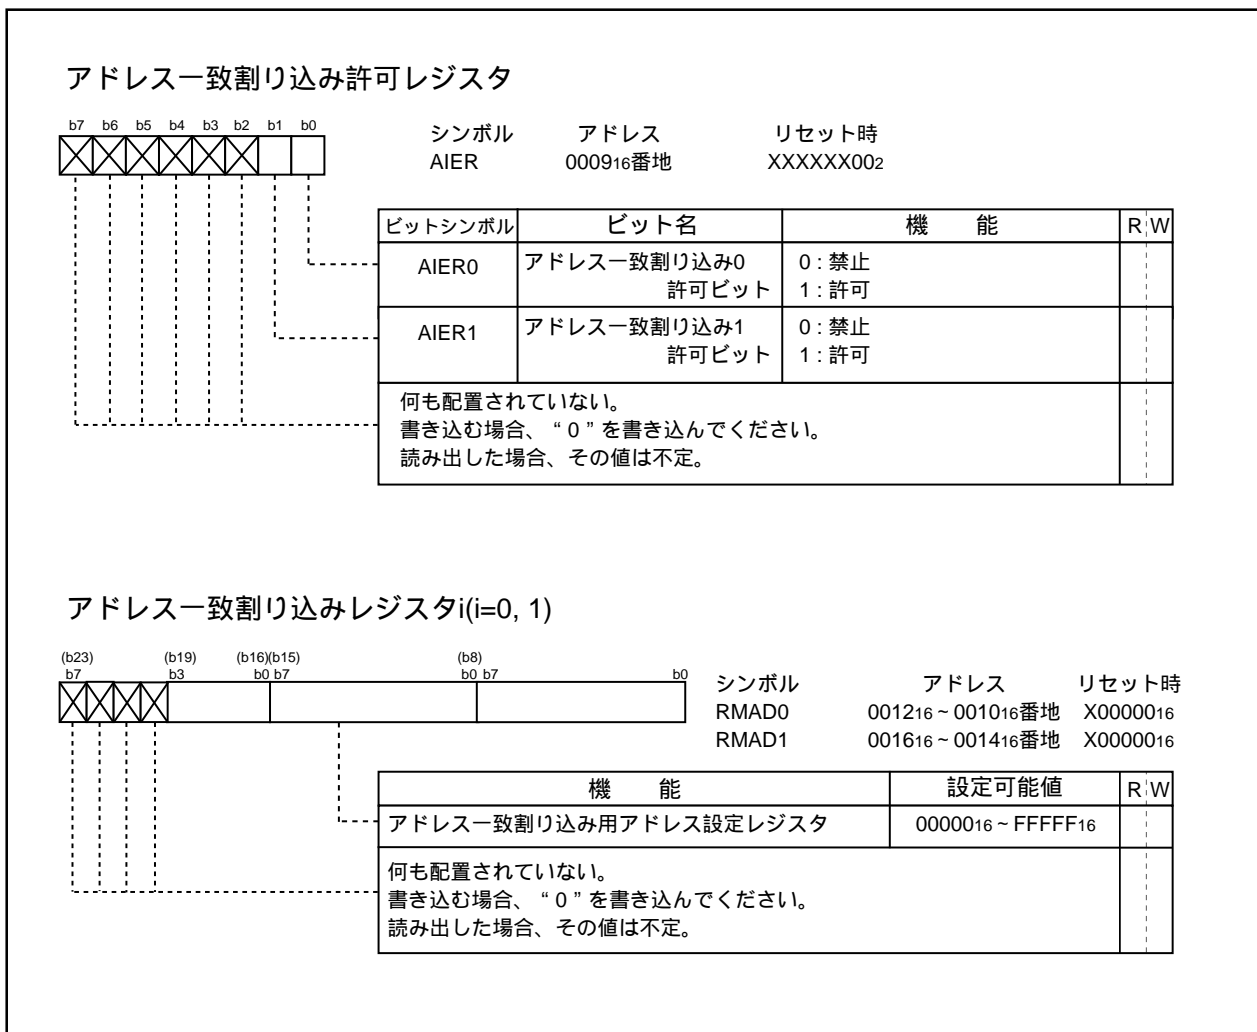 アドレス一致割り込み許可レジスタ
b7 b6 b5 b4 b3 b2 b1 b0
シンボル アドレス リセット時
AIER 000916番地 XXXXXX002
ビットシンボル ビット名 機 能 R W
AIER0 アドレス一致割り込み0 0 : 禁止
許可ビット 1 : 許可
AIER1 アドレス一致割り込み1 0 : 禁止
許可ビット 1 : 許可
何も配置されていない。
書き込む場合、“ 0 ” を書き込んでください。
読み出した場合、その値は不定。
アドレス一致割り込みレジスタi(i=0, 1)
(b23) (b19) (b16)(b15) (b8)
b7 b3 b0 b7 b0 b7 b0
シンボル アドレス リセット時
RMAD0 001216 ~ 001016番地 X0000016
RMAD1 001616 ~ 001416番地 X0000016
機 能 設定可能値 R W
アドレス一致割り込み用アドレス設定レジスタ 0000016 ~ FFFFF16
何も配置されていない。
書き込む場合、“ 0 ” を書き込んでください。
読み出した場合、その値は不定。